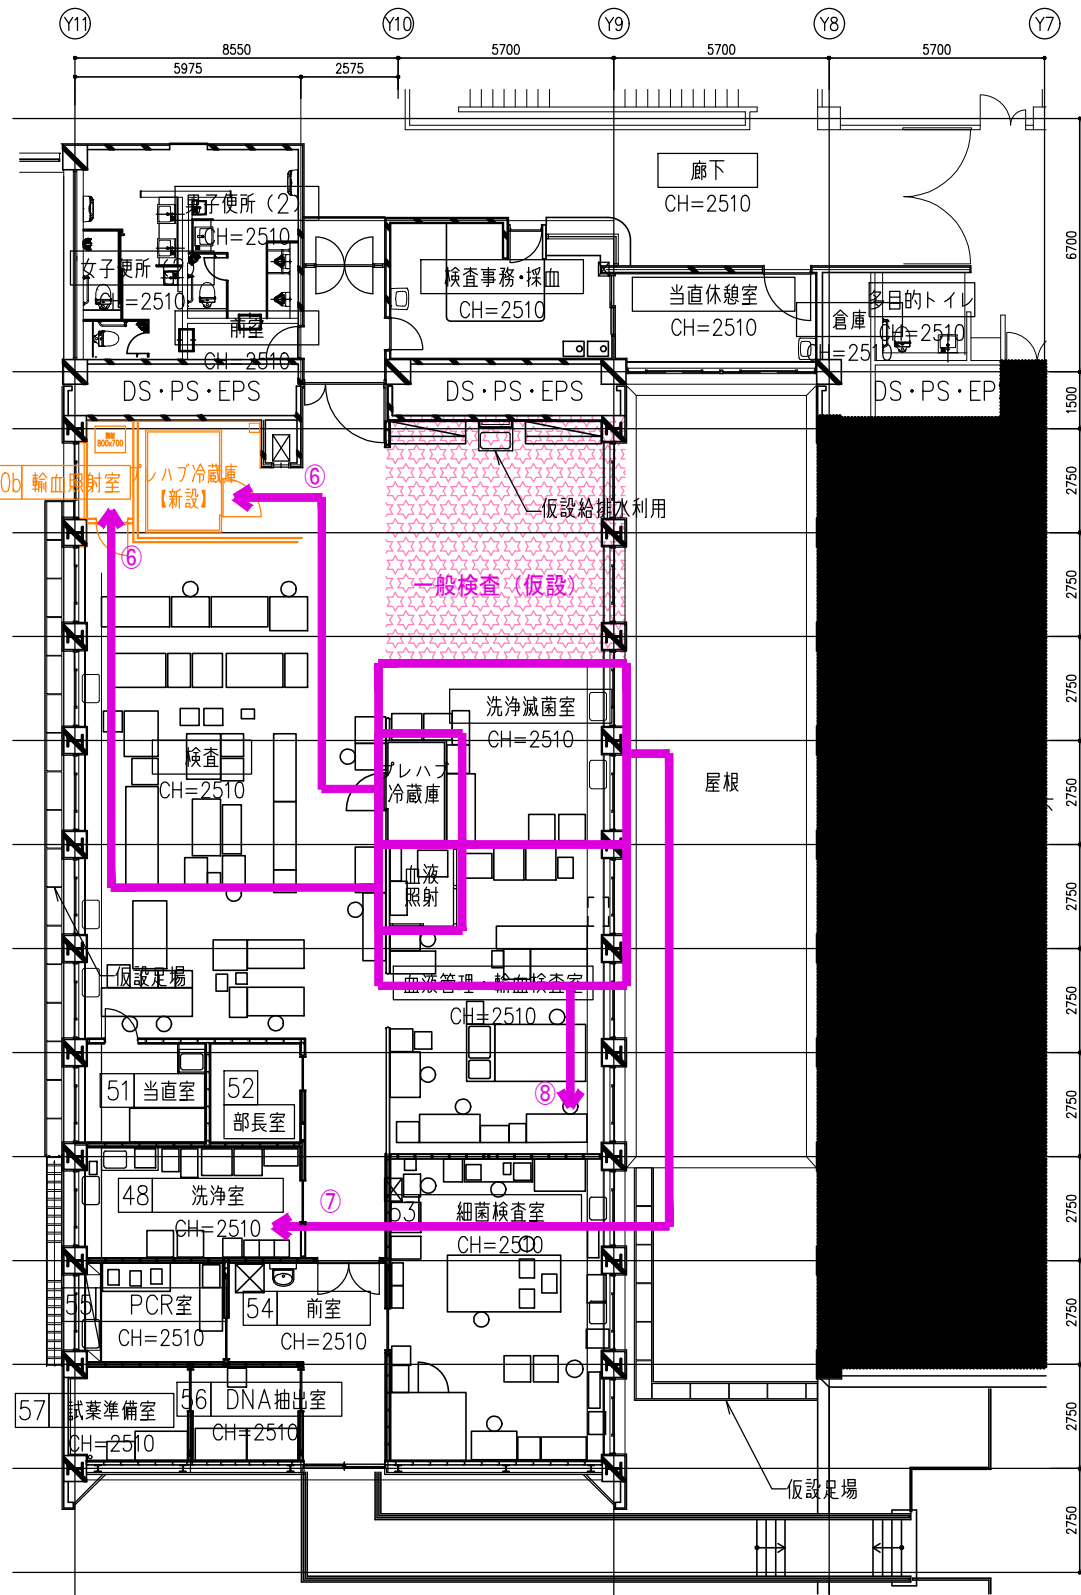 Y11
Y10
Y9
Y8
Y7
8550
5700
5700
5700
5975
2575
廊下
CH=2510
6700
男子便所（2）
CH=2510
女子便所（2）
CH=2510
検査事務・採血
CH=2510
当直休憩室
CH=2510
多目的トイレ
CH=2510
倉庫
CH=2510
前室
CH=2510
DS・PS・EPS
DS・PS・EPS
DS・PS・EP
1500
800x700
0b 輸血照射室
プレハブ冷蔵庫
【新設】
⑥
仮設給排水利用
2750
⑥
一般検査（仮設）
2750
2750
洗浄滅菌室
CH=2510
検査
CH=2510
プレハブ
冷蔵庫
屋根
2750
血液
照射
2750
仮設足場
血液管理・輸血検査室
CH=2510
2750
51 当直室
52
部長室
⑧
2750
48 洗浄室
CH=2510
⑦
53 細菌検査室
CH=2510
2750
55 PCR室
CH=2510
54 前室
CH=2510
2750
57 試薬準備室
CH=2510
56 DNA抽出室
CH=2510
2750
仮設足場
2750